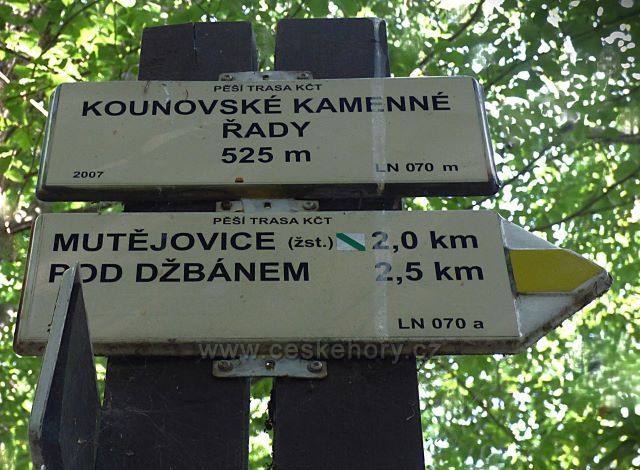 PĚŠÍ TRASA KČT
KOUNOVSKÉ KAMENNÉ
ŘADY
525 m
2007 LN 070 m
PĚŠÍ TRASA KČT
MUTĚJOVICE (žst.) 2,0 km
POD DŽBÁNEM 2,5 km
LN 070 a
www.ceskehory.cz